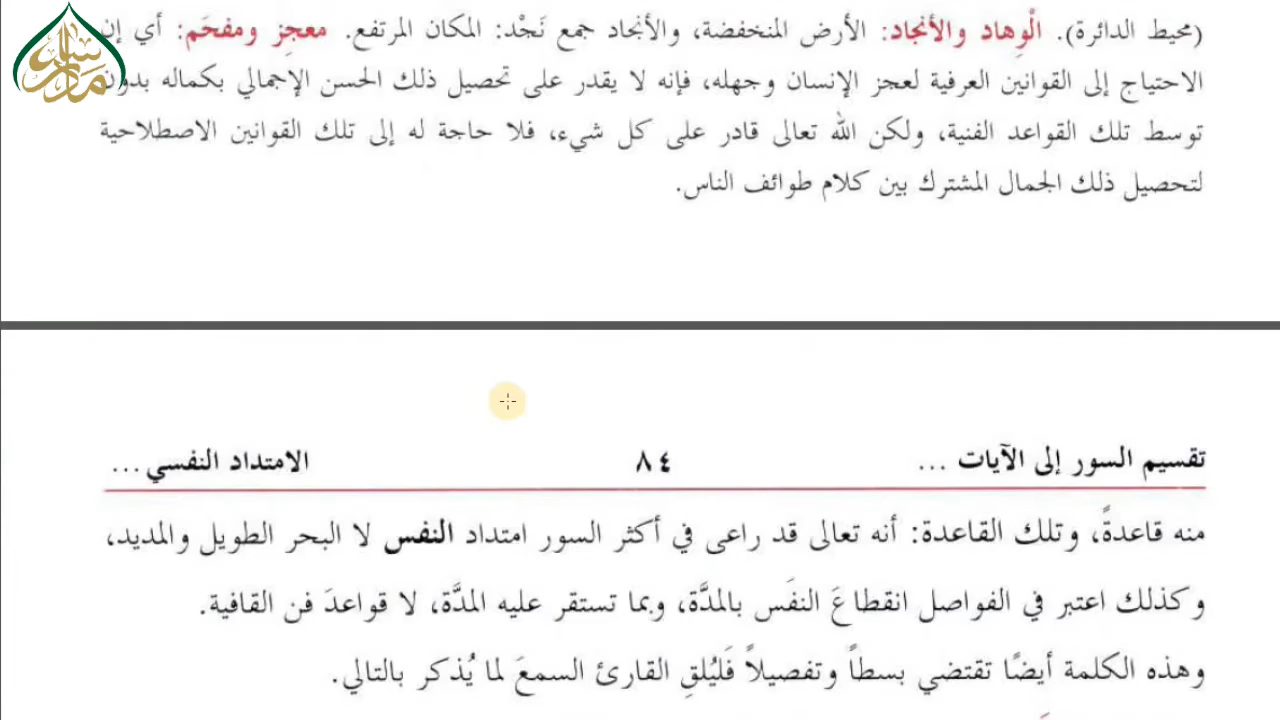 (محيط الدائرة). الْوِهاد والأنجاد: الأرض المنخفضة، والأنجاد جمع نَجْد: المكان المرتفع. معجِز ومفحَم: أي إن
الاحتياج إلى القوانين العرفية لعجز الإنسان وجهله، فإنه لا يقدر على تحصيل ذلك الحسن الإجمالي بكماله بدون
توسط تلك القواعد الفنية، ولكن الله تعالى قادر على كل شيء، فلا حاجة له إلى تلك القوانين الاصطلاحية
لتحصيل ذلك الجمال المشترك بين كلام طوائف الناس.
تقسيم السور إلى الآيات ... ٨٤ الامتداد النفسي ...
منه قاعدةً، وتلك القاعدة: أنه تعالى قد راعى في أكثر السور امتداد النفس لا البحر الطويل والمديد،
وكذلك اعتبر في الفواصل انقطاعَ النفَس بالمدَّة، وبما تستقر عليه المدَّة، لا قواعدَ فن القافية.
وهذه الكلمة أيضًا تقتضي بسطاً وتفصيلاً فَليُلقِ القارئ السمعَ لما يُذكر بالتالي.